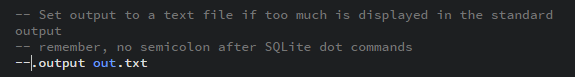 -- Set output to a text file if too much is displayed in the standard
output
-- remember, no semicolon after SQLite dot commands
--.output out.txt